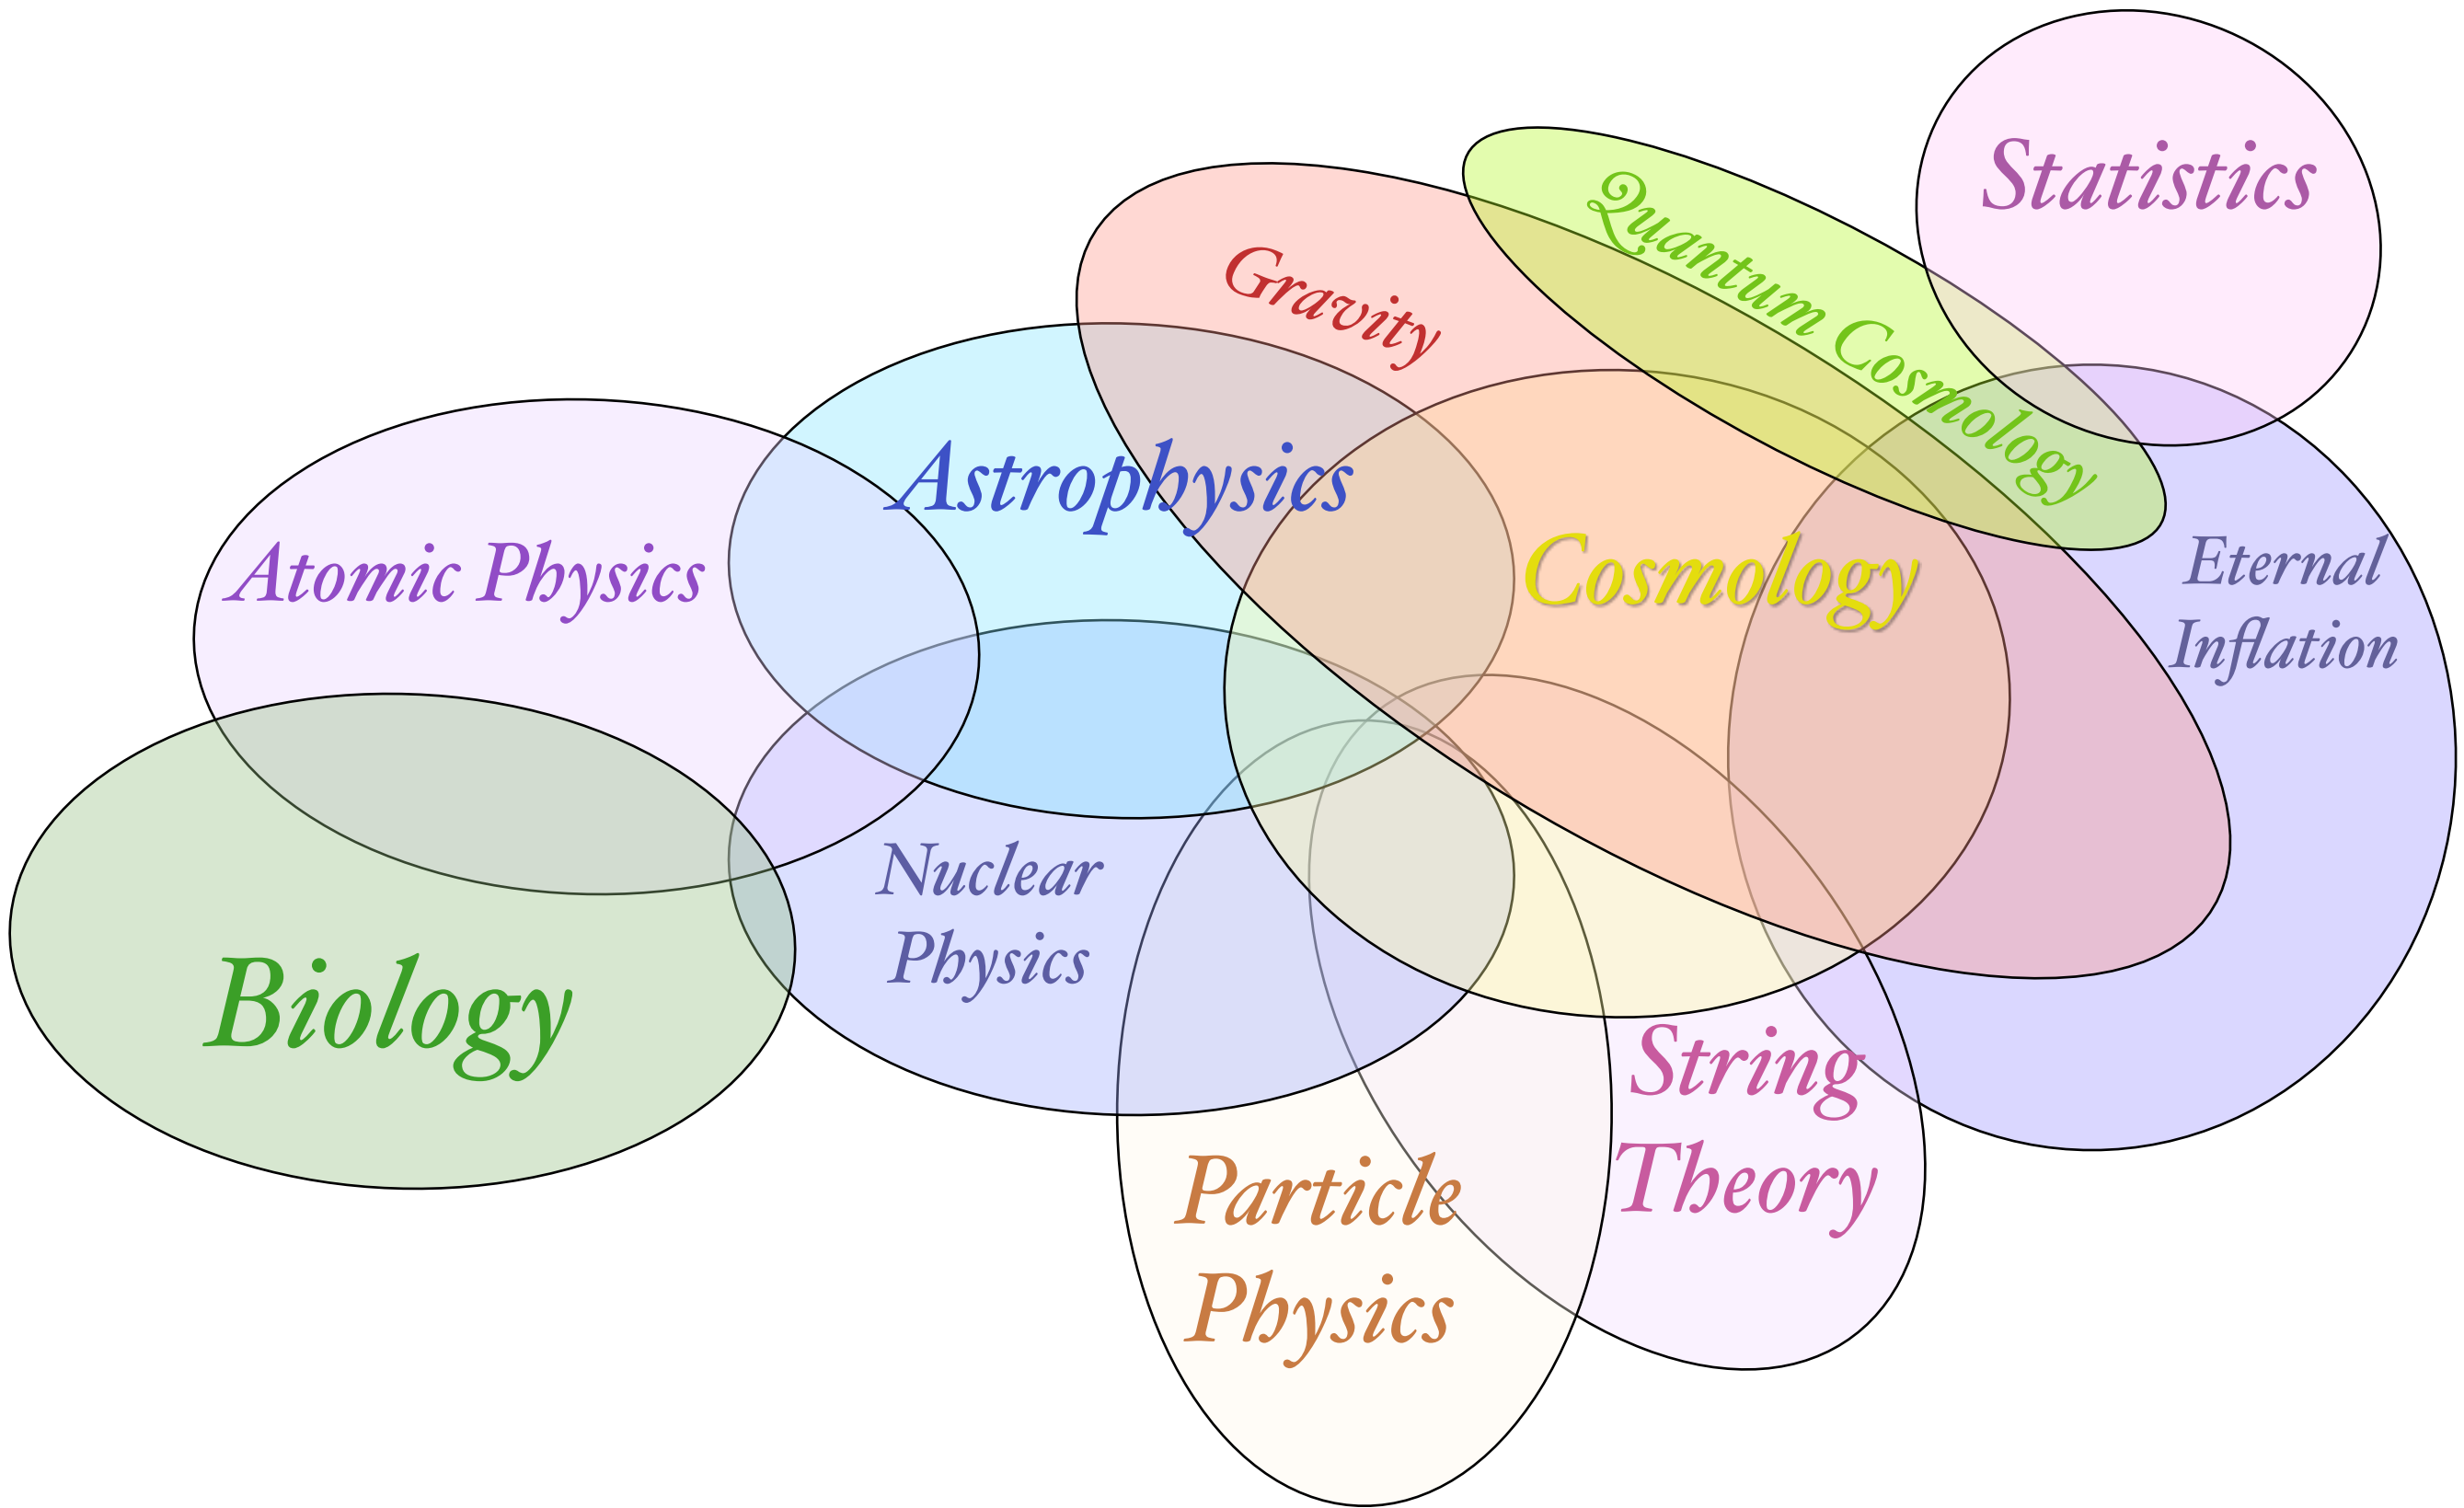 Statistics
Quantum Cosmology
Gravity
Astrophysics
Atomic Physics
Cosmology
Eternal
Inflation
Nuclear
Physics
Biology
String
Theory
Particle
Physics